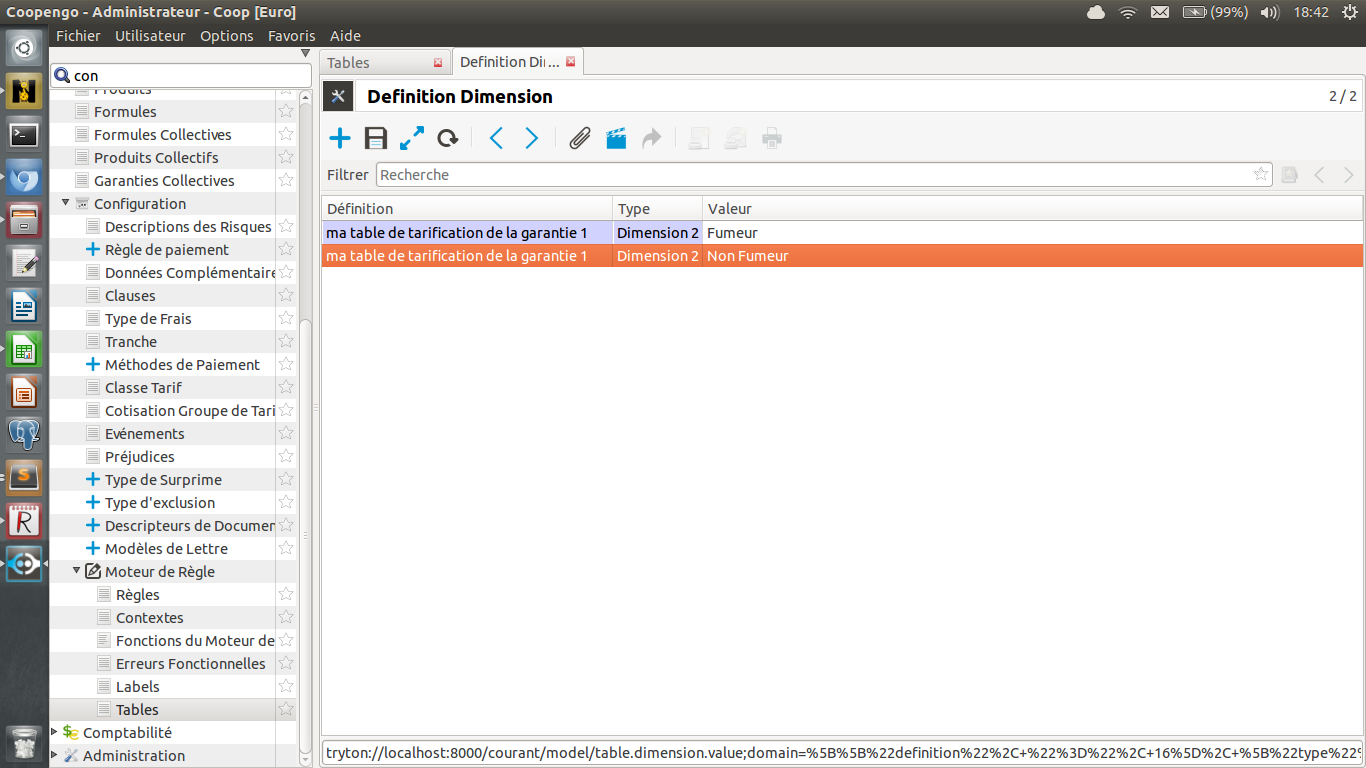 Coopengo - Administrateur - Coop [Euro]
(99%)
18:42
Fichier Utilisateur Options Favoris Aide
con
Produits
Formules
Formules Collectives
Produits Collectifs
Garanties Collectives
Configuration
Descriptions des Risques
Règle de paiement
Données Complémentaire
Clauses
Type de Frais
Tranche
Méthodes de Paiement
Classe Tarif
Cotisation Groupe de Tari
Evénements
Préjudices
Type de Surprime
Type d'exclusion
Descripteurs de Documen
Modèles de Lettre
Moteur de Règle
Règles
Contextes
Fonctions du Moteur de
Erreurs Fonctionnelles
Labels
Tables
Comptabilité
Administration
Tables
Definition Di…
Definition Dimension
2 / 2
Filtrer Recherche
Définition Type Valeur
ma table de tarification de la garantie 1 Dimension 2 Fumeur
ma table de tarification de la garantie 1 Dimension 2 Non Fumeur
tryton://localhost:8000/courant/model/table.dimension.value;domain=%5B%5B%22definition%22%2C+%22%3D%22%2C+16%5D%2C+%5B%22type%22%